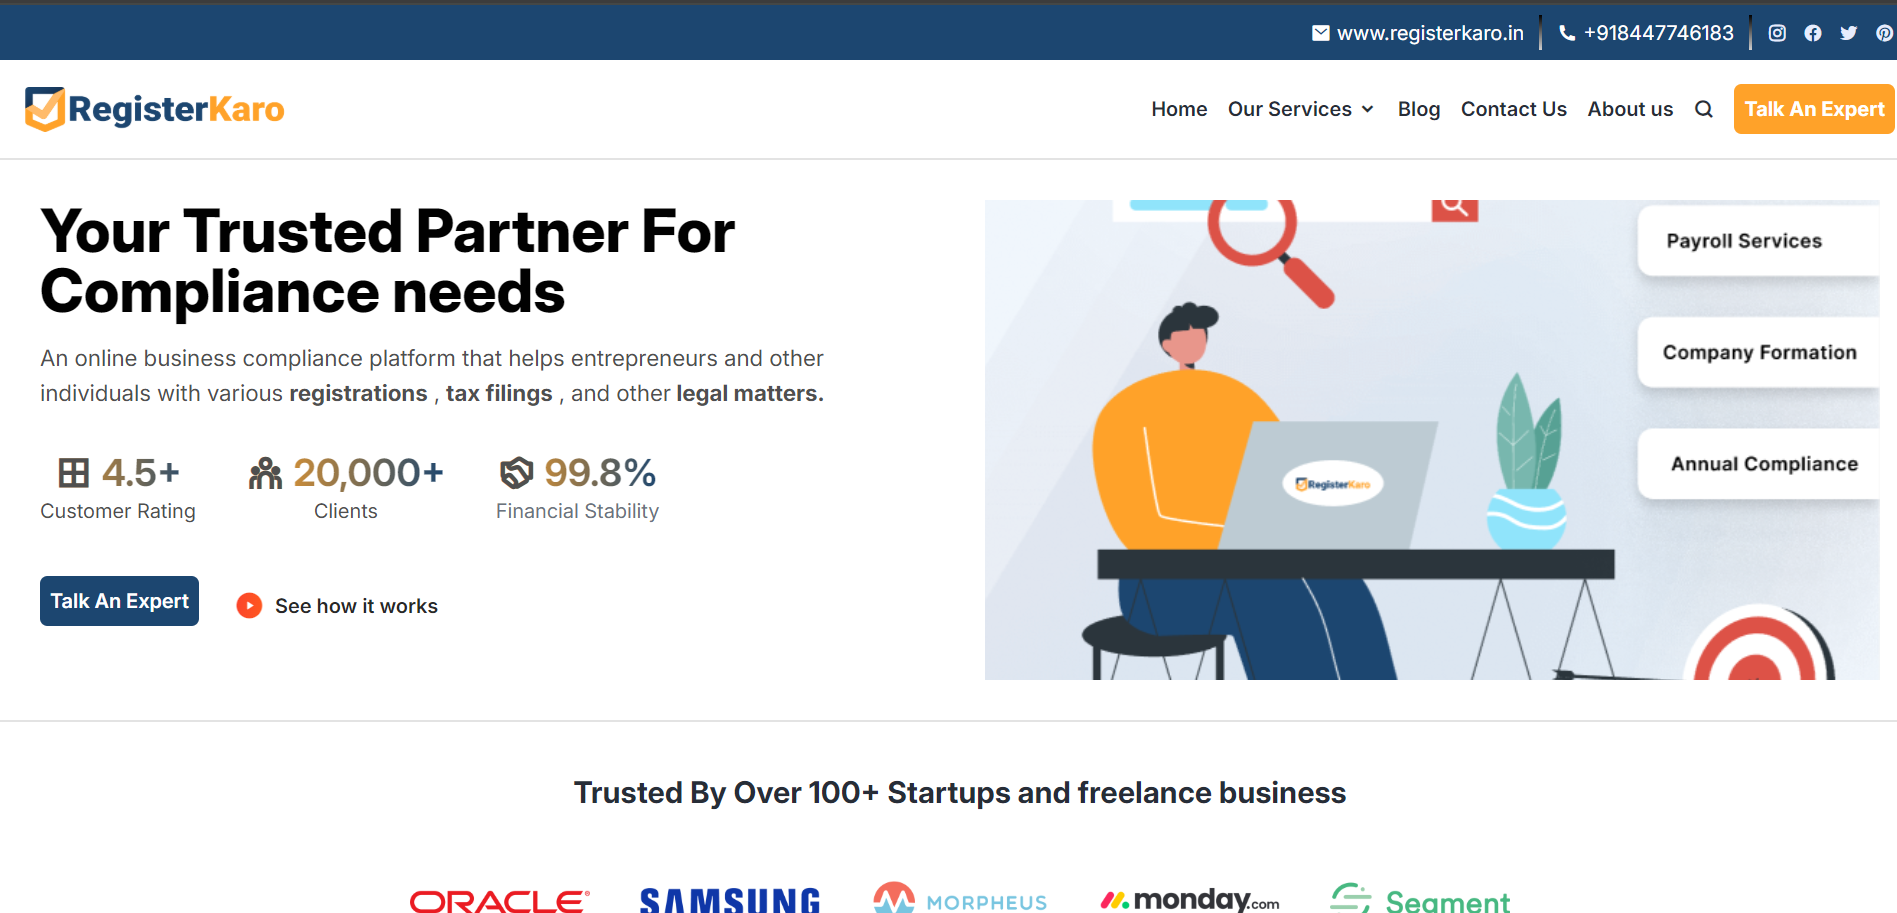 www.registerkaro.in
+918447746183
RegisterKaro
Home Our Services Blog Contact Us About us Talk An Expert
Your Trusted Partner For
Compliance needs
An online business compliance platform that helps entrepreneurs and other
individuals with various registrations , tax filings , and other legal matters.
4.5+ 20,000+ 99.8%
Customer Rating Clients Financial Stability
Talk An Expert See how it works
Payroll Services
Company Formation
Annual Compliance
RegisterKaro
Trusted By Over 100+ Startups and freelance business
ORACLE SAMSUNG MORPHEUS monday.com Segment